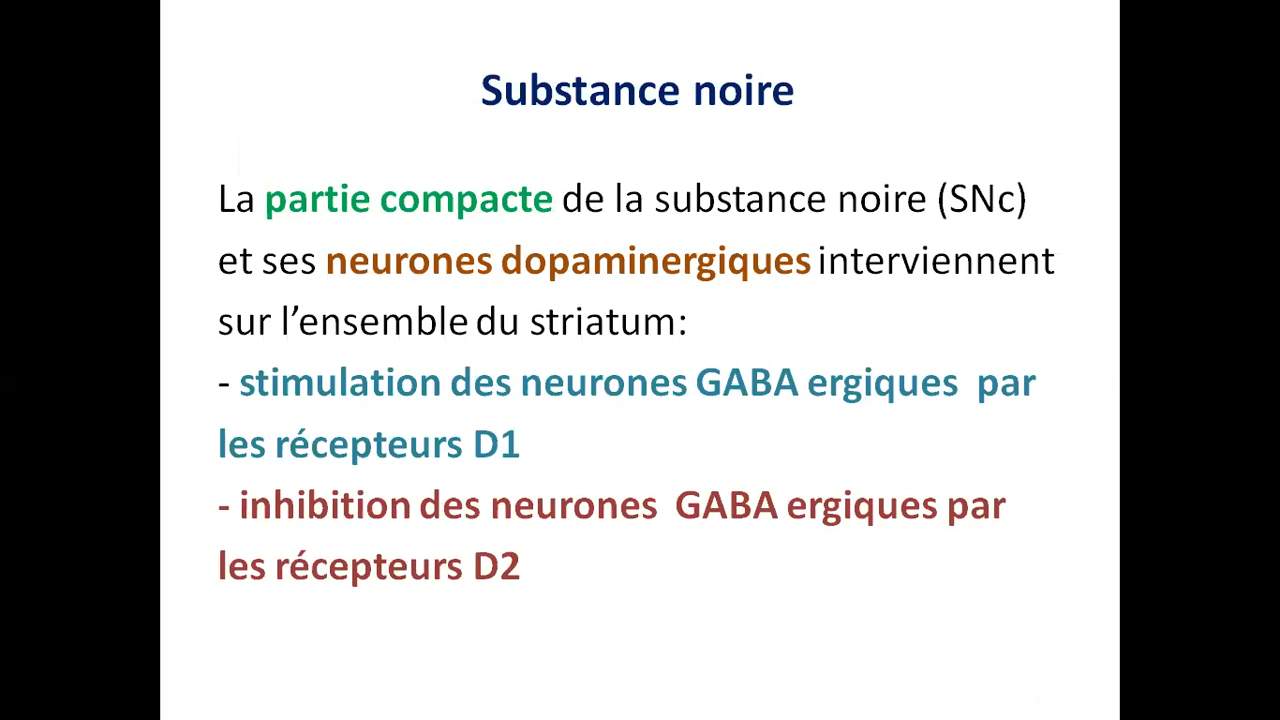 Substance noire
La partie compacte de la substance noire (SNc)
et ses neurones dopaminergiques interviennent
sur l’ensemble du striatum:
- stimulation des neurones GABA ergiques par
les récepteurs D1
- inhibition des neurones GABA ergiques par
les récepteurs D2